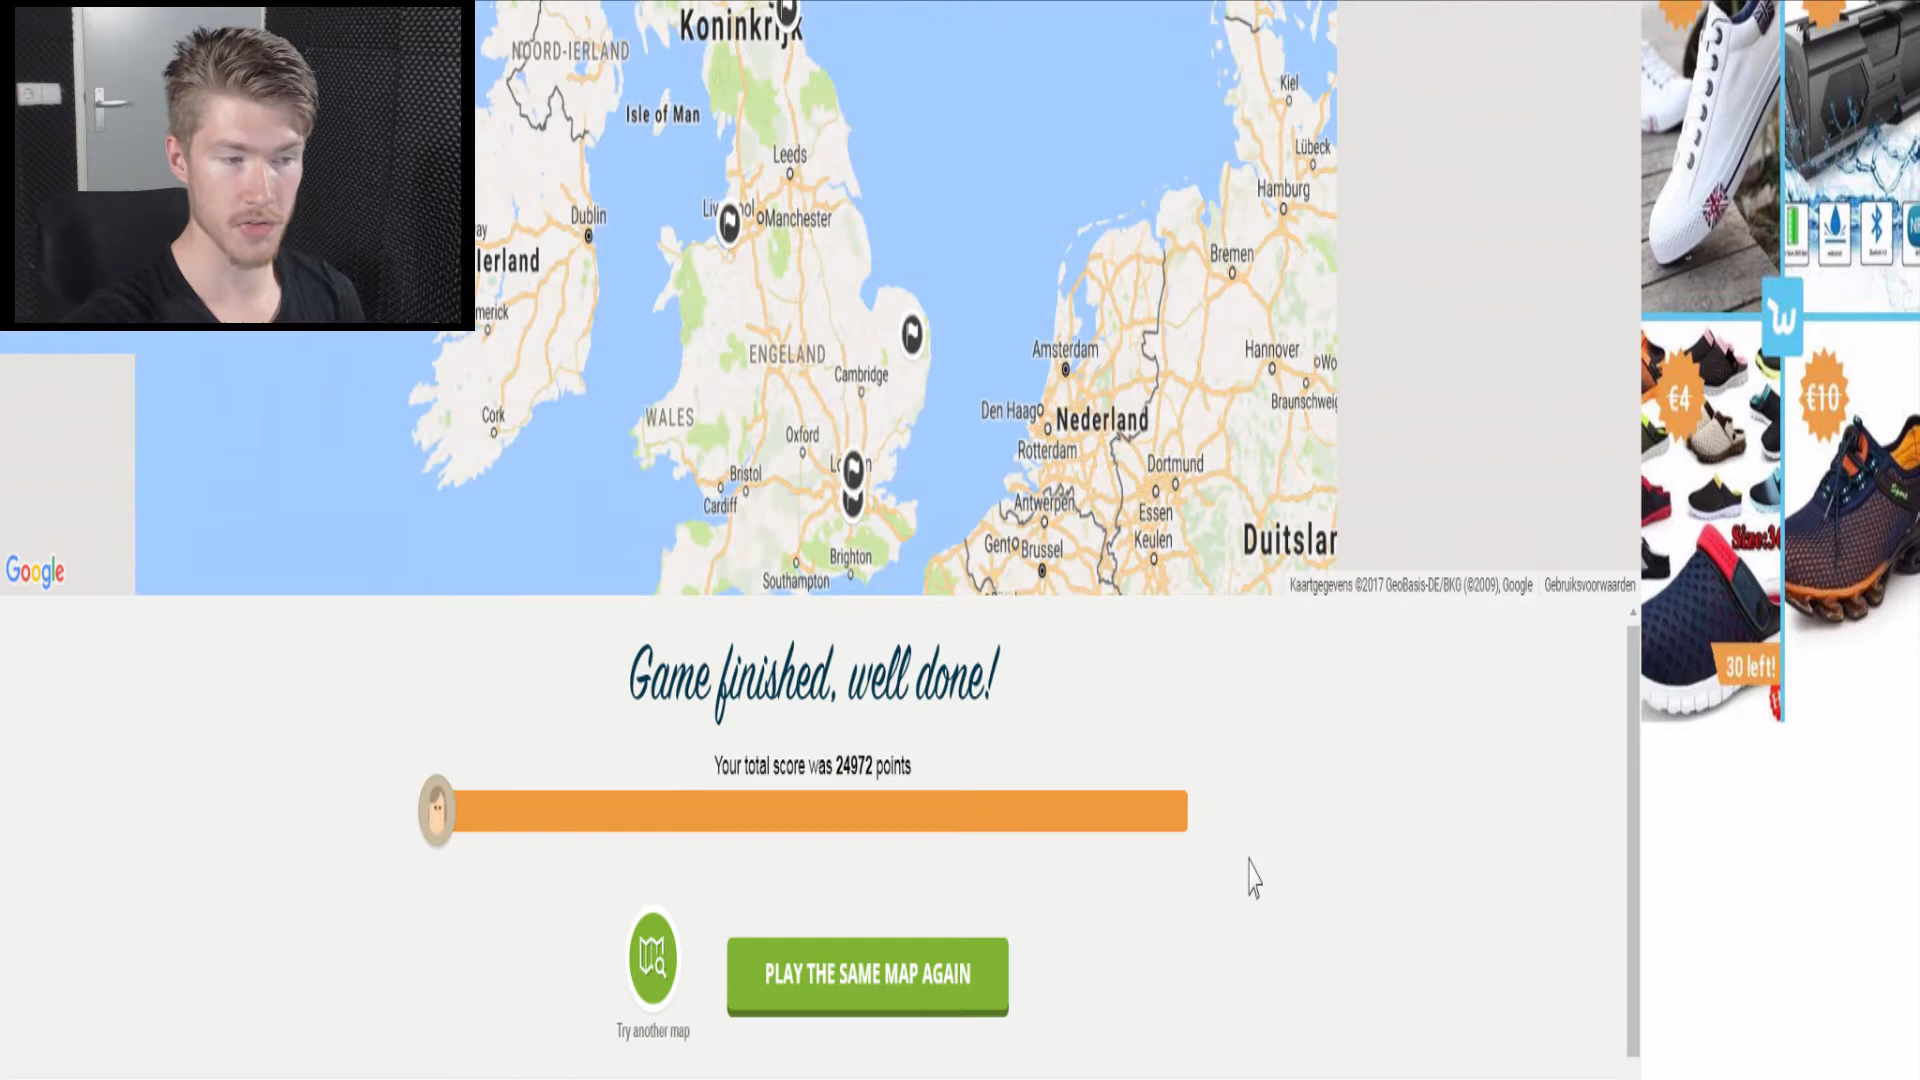 Koninkrijk
NOORD-IERLAND
Isle of Man
Leeds
Manchester
Dublin
Ierland
merick
Cork
ENGELAND
Cambridge
WALES
Oxford
Bristol
Cardiff
Brighton
Southampton
Kiel
Lübeck
Hamburg
Bremen
Amsterdam
Hannover
Den Haag
Nederland
Rotterdam
Dortmund
Antwerpen
Essen
Gent
Brussel
Keulen
Braunschweig
Duitslan
Google
Kaartgegevens ©2017 GeoBasis-DE/BKG (©2009), Google
Gebruiksvoorwaarden
Game finished, well done!
Your total score was 24972 points
PLAY THE SAME MAP AGAIN
Try another map
€4
€10
30 left!